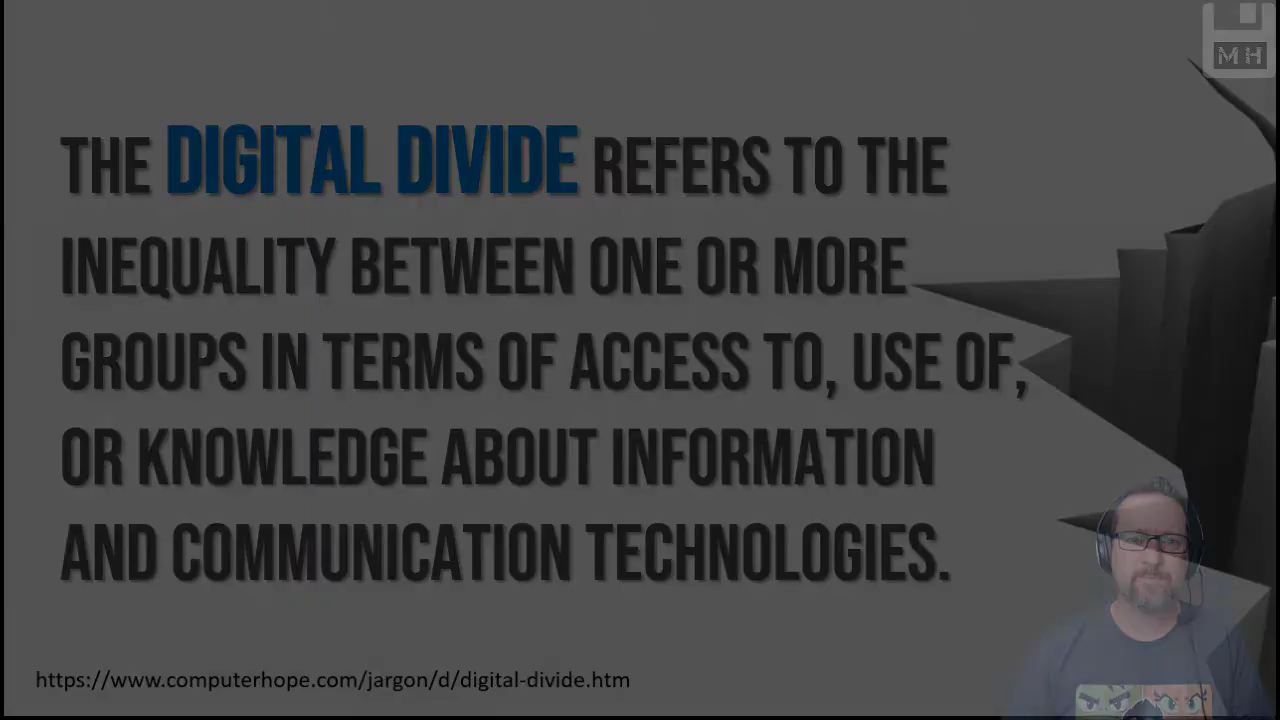 MH
THE DIGITAL DIVIDE REFERS TO THE
INEQUALITY BETWEEN ONE OR MORE
GROUPS IN TERMS OF ACCESS TO, USE OF,
OR KNOWLEDGE ABOUT INFORMATION
AND COMMUNICATION TECHNOLOGIES.
https://www.computerhope.com/jargon/d/digital-divide.htm